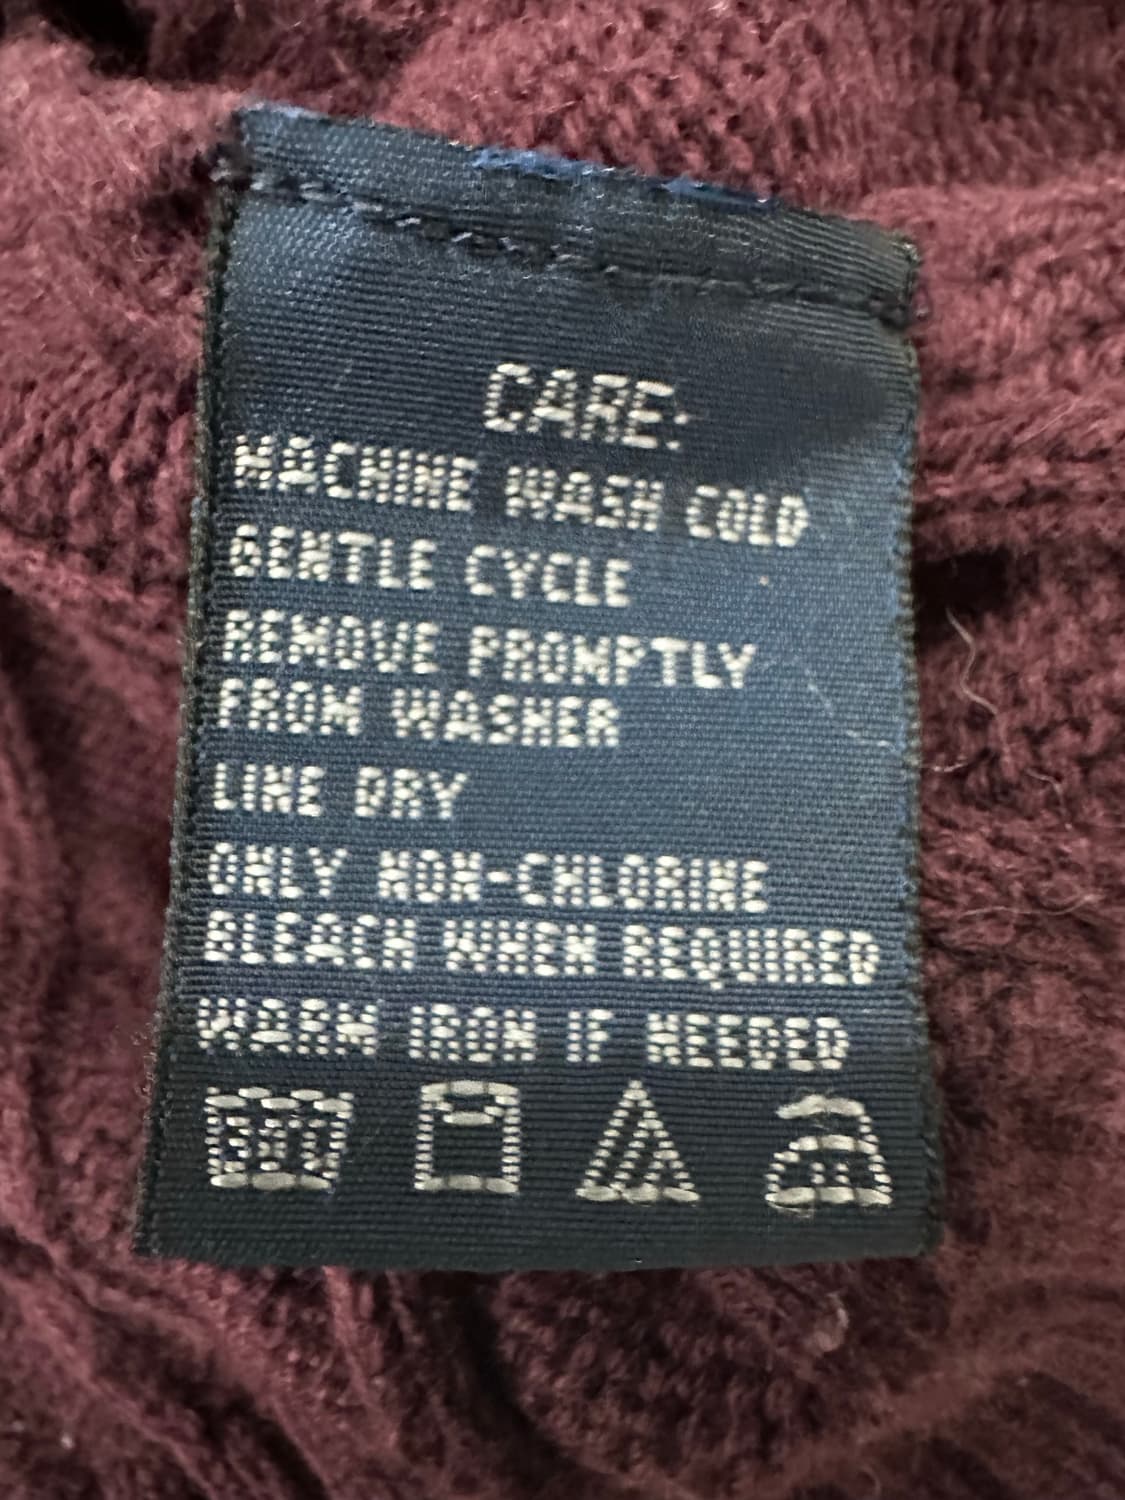 CARE:
MACHINE WASH COLD
GENTLE CYCLE
REMOVE PROMPTLY
FROM WASHER
LINE DRY
ONLY NON-CHLORINE
BLEACH WHEN REQUIRED
WARM IRON IF NEEDED